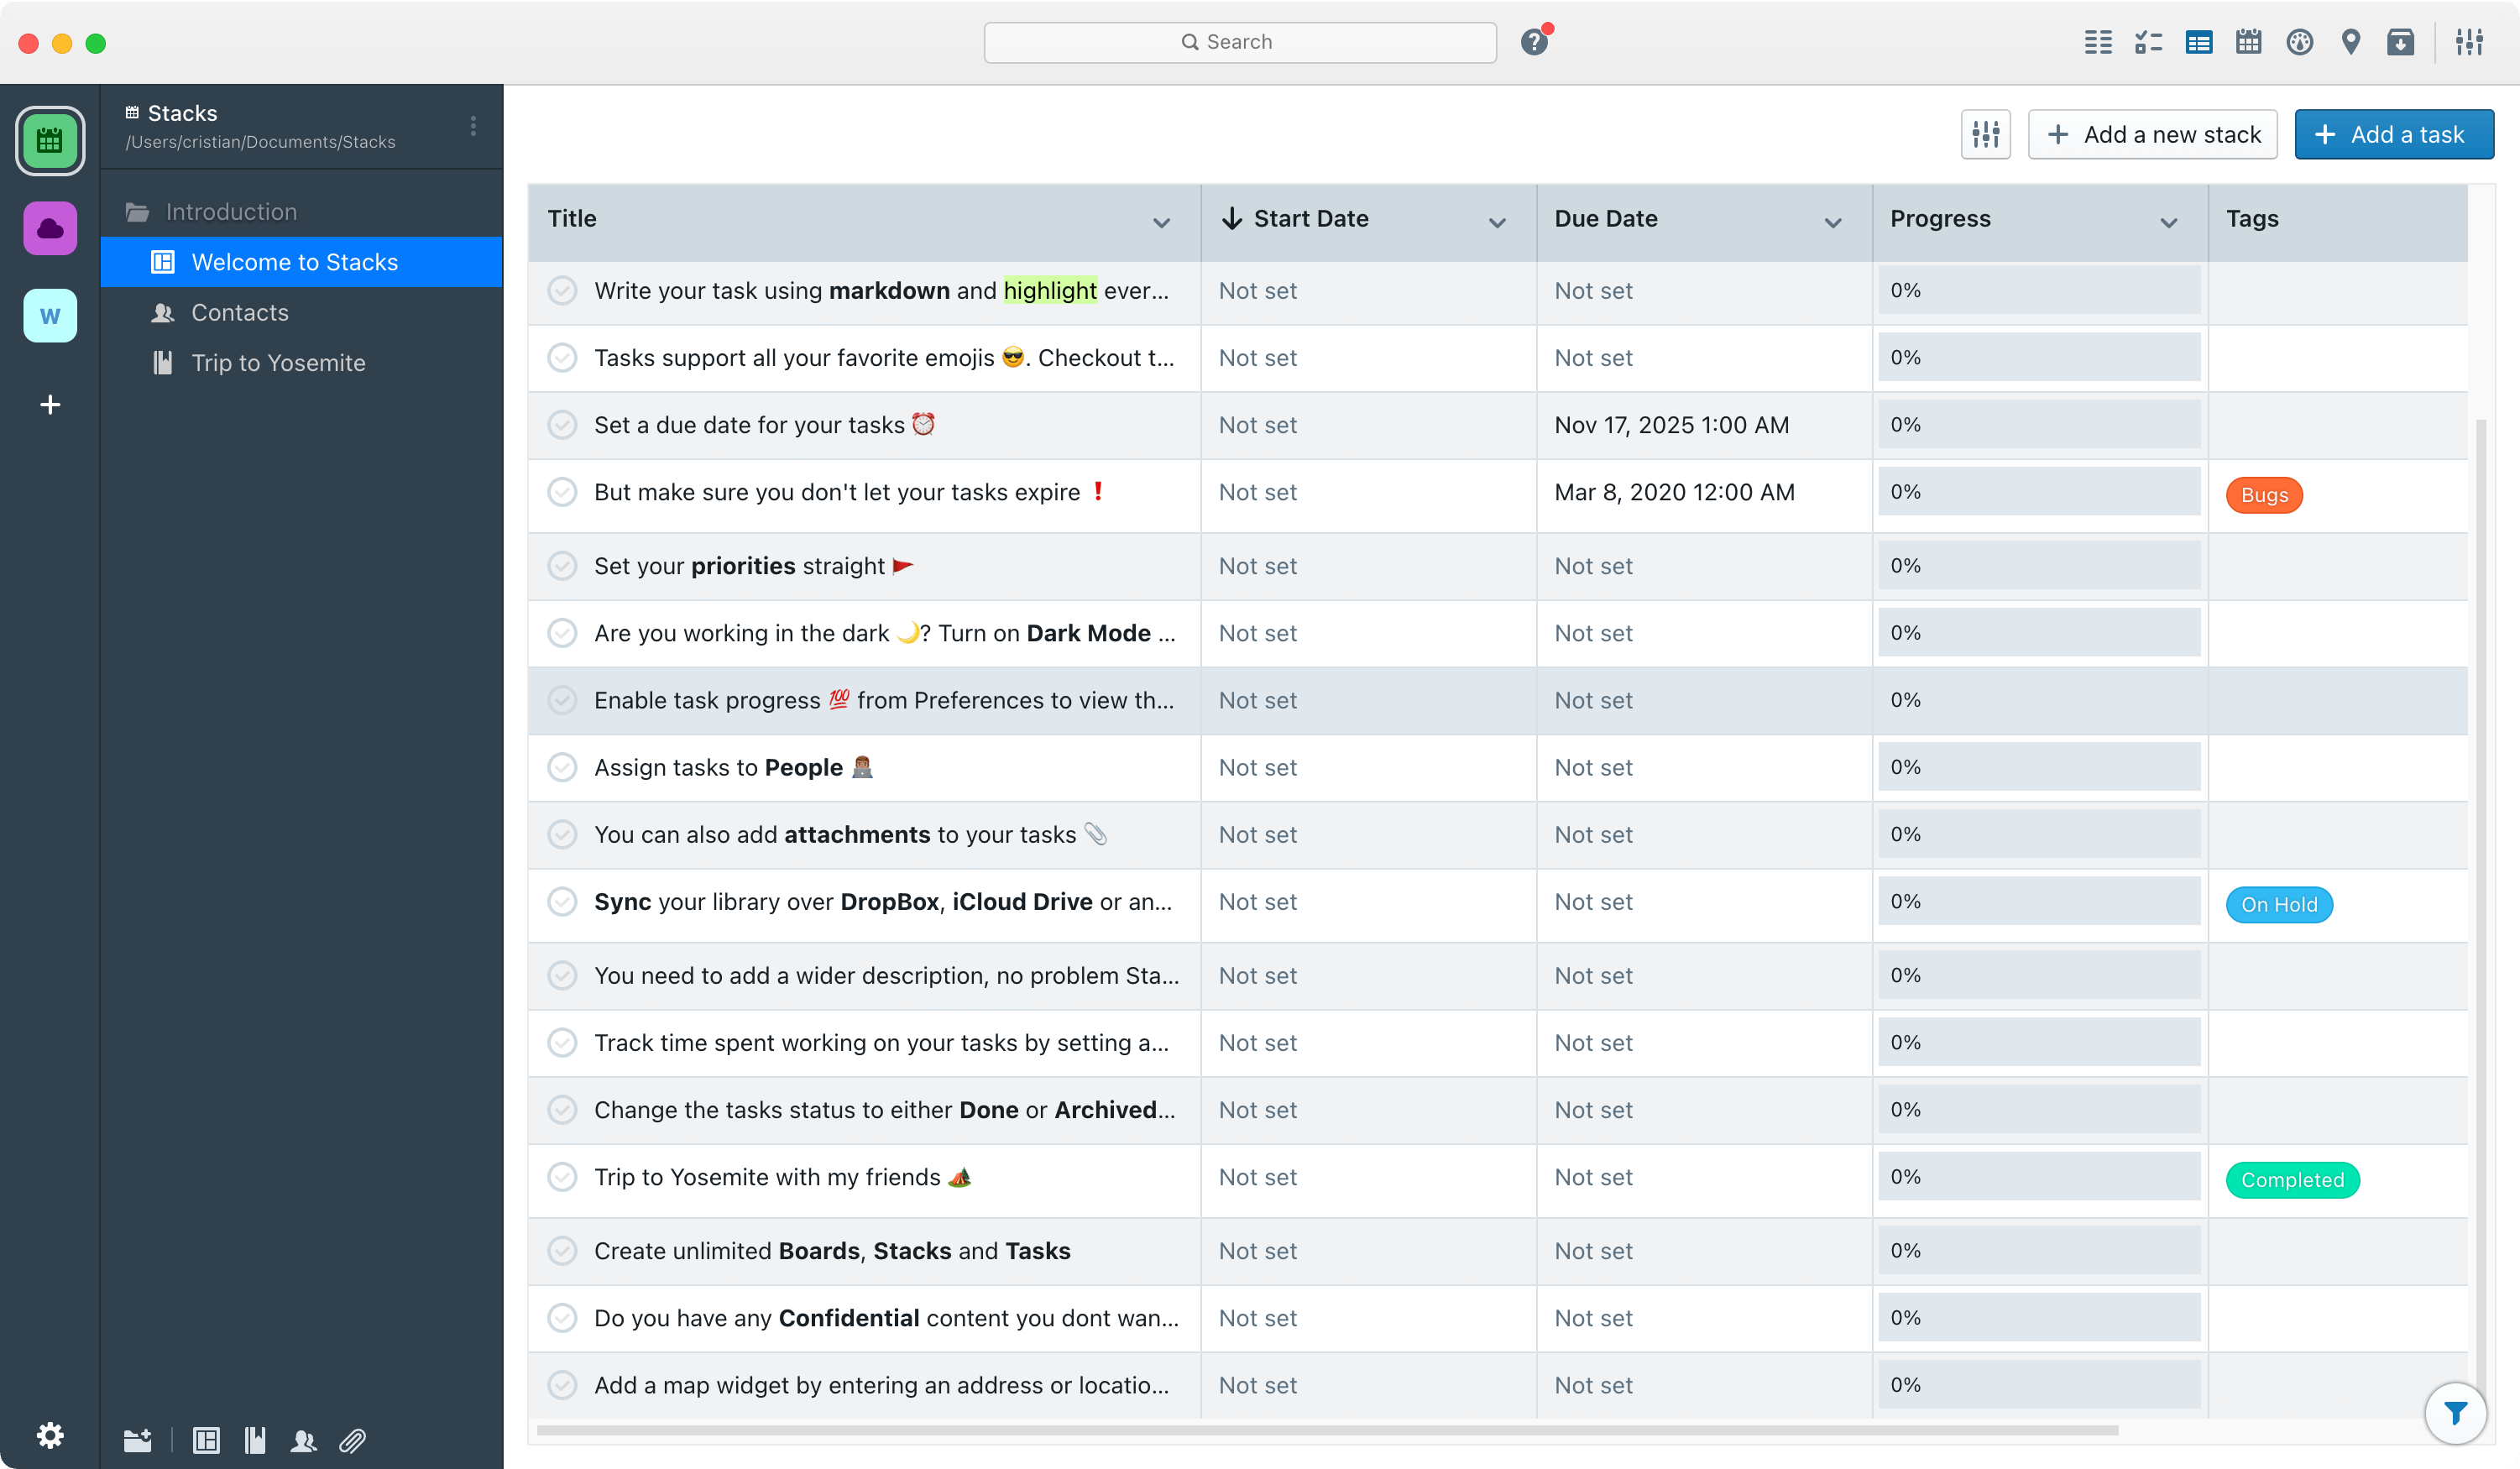 Search
Stacks
/Users/cristian/Documents/Stacks
W
Introduction
Welcome to Stacks
Contacts
Trip to Yosemite
Add a new stack
Add a task
Title Start Date Due Date Progress Tags
Write your task using markdown and highlight ever... Not set Not set 0%
Tasks support all your favorite emojis 😎. Checkout t... Not set Not set 0%
Set a due date for your tasks ⏰ Not set Nov 17, 2025 1:00 AM 0%
But make sure you don't let your tasks expire ❗ Not set Mar 8, 2020 12:00 AM 0% Bugs
Set your priorities straight 🚩 Not set Not set 0%
Are you working in the dark 🌙? Turn on Dark Mode ... Not set Not set 0%
Enable task progress 💯 from Preferences to view th... Not set Not set 0%
Assign tasks to People 👨🏽‍💻 Not set Not set 0%
You can also add attachments to your tasks 📎 Not set Not set 0%
Sync your library over DropBox, iCloud Drive or an... Not set Not set 0% On Hold
You need to add a wider description, no problem Sta... Not set Not set 0%
Track time spent working on your tasks by setting a... Not set Not set 0%
Change the tasks status to either Done or Archived... Not set Not set 0%
Trip to Yosemite with my friends 🏕️ Not set Not set 0% Completed
Create unlimited Boards, Stacks and Tasks Not set Not set 0%
Do you have any Confidential content you dont wan... Not set Not set 0%
Add a map widget by entering an address or locatio... Not set Not set 0%